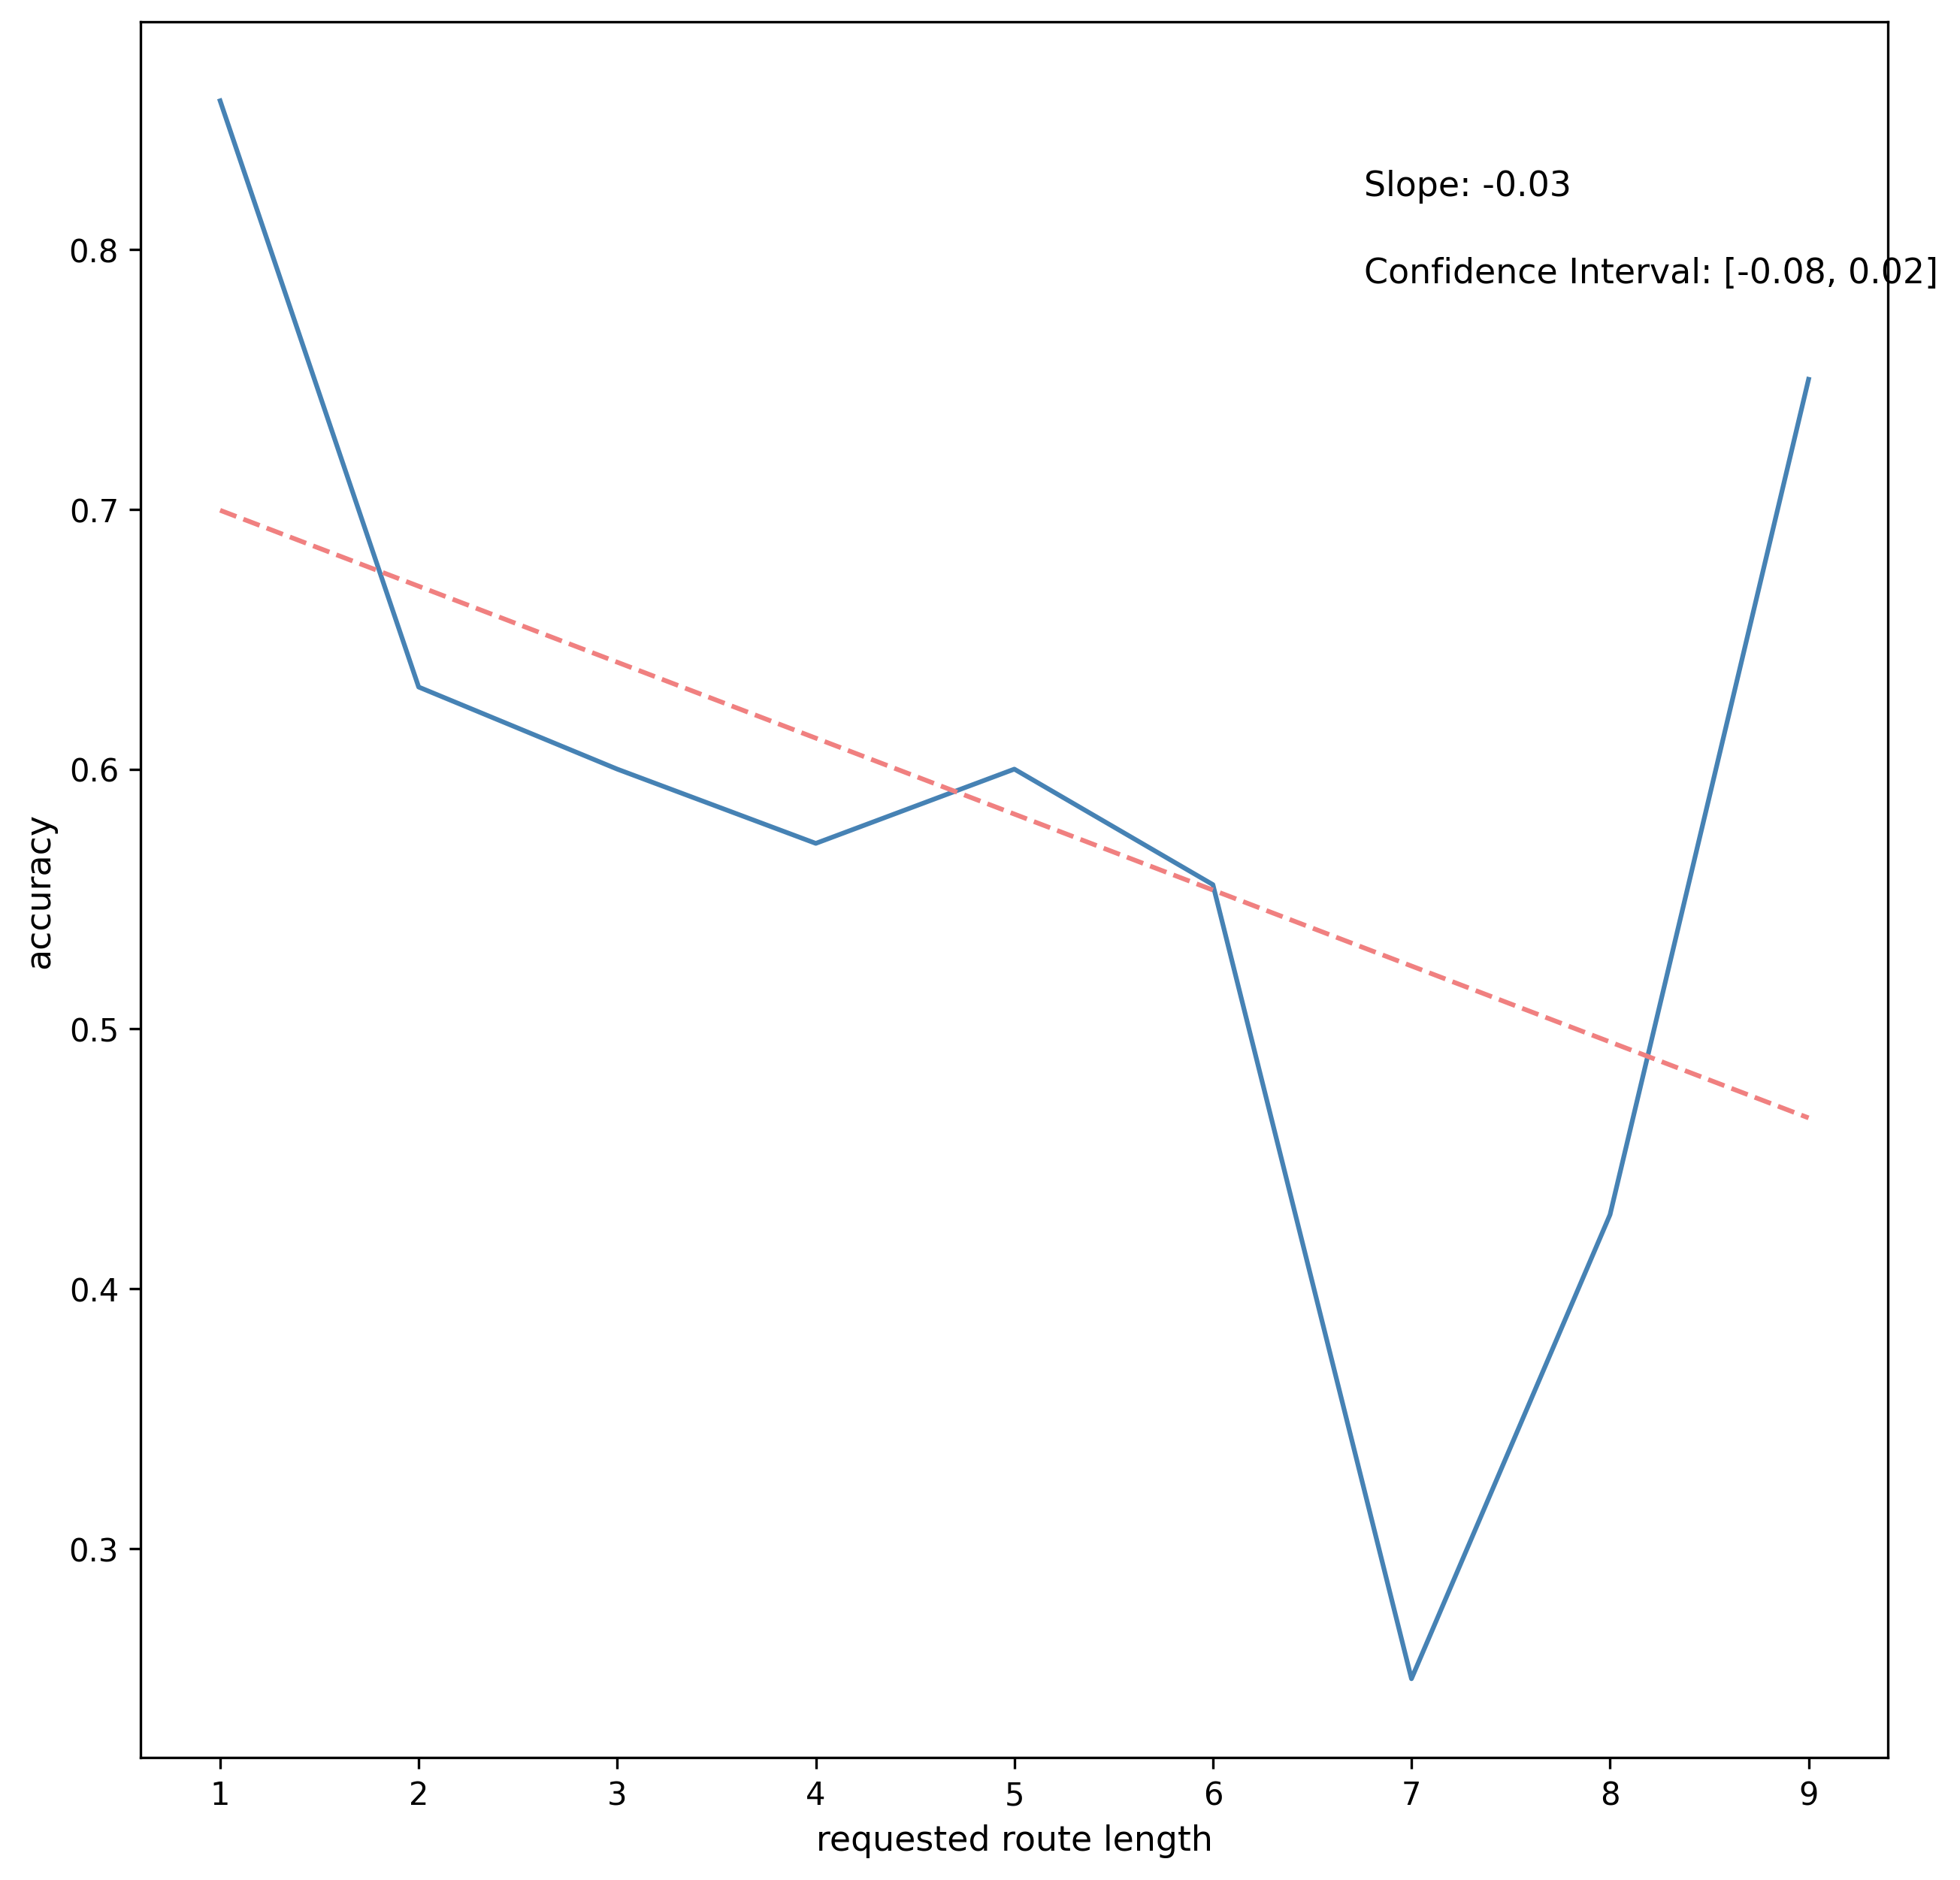 Slope: -0.03
Confidence Interval: [-0.08, 0.02]
accuracy
0.8
0.7
0.6
0.5
0.4
0.3
1 2 3 4 5 6 7 8 9
requested route length